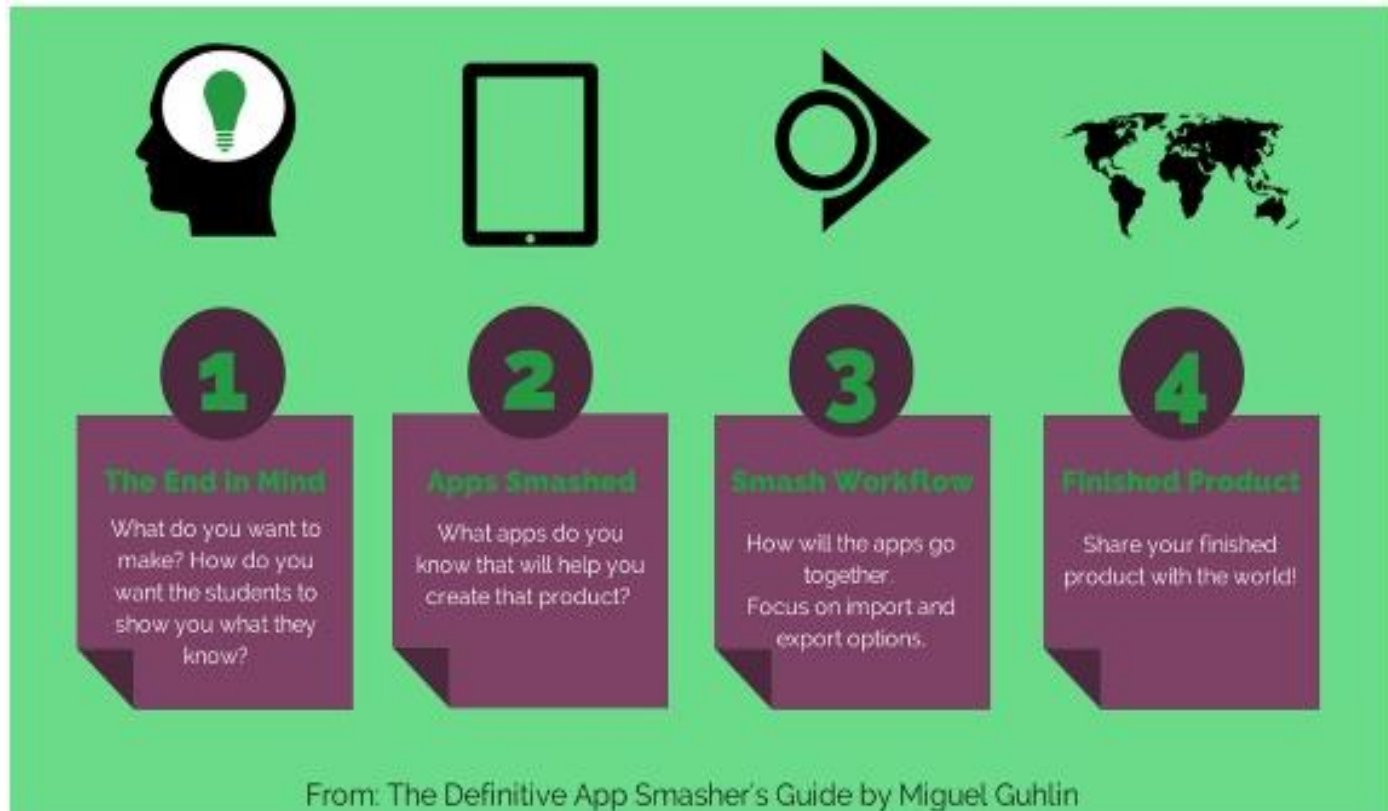 1
The End in Mind
What do you want to
make? How do you
want the students to
show you what they
know?
2
Apps Smashed
What apps do you
know that will help you
create that product?
3
Smash Workflow
How will the apps go
together
Focus on import and
export options.
4
Finished Product
Share your finished
product with the world!
From: The Definitive App Smasher's Guide by Miguel Guhlin